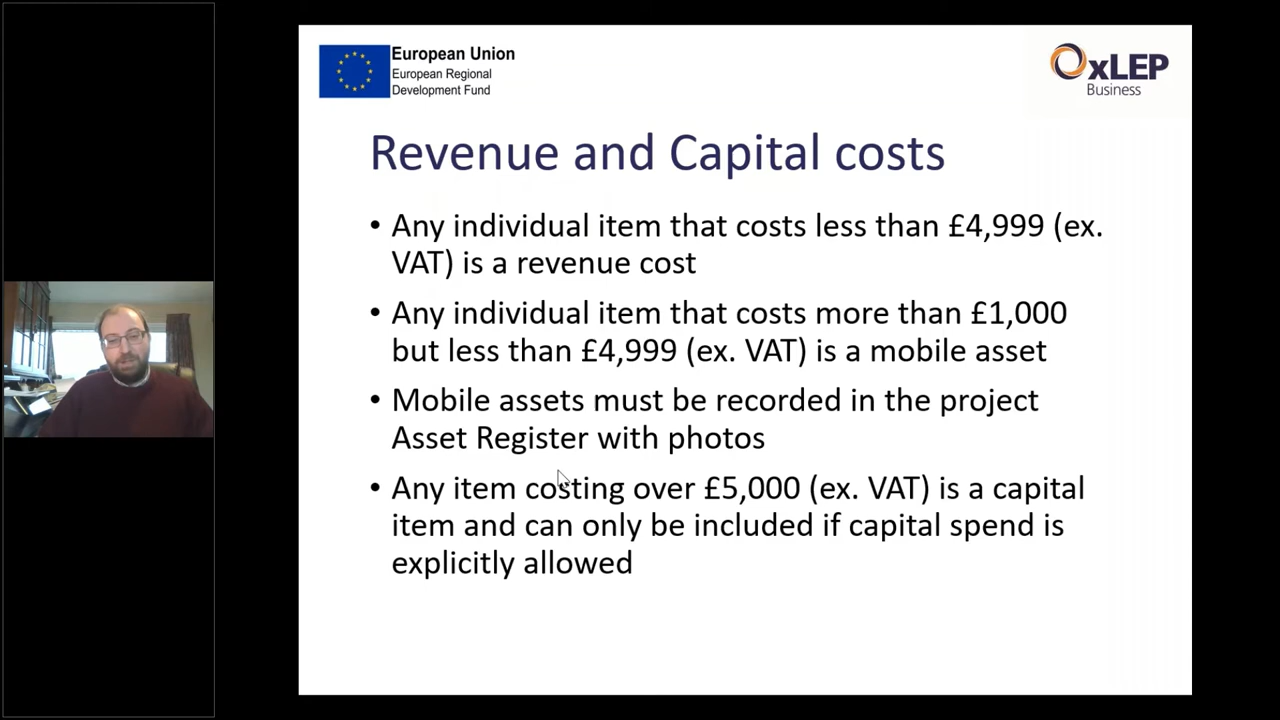 European Union
European Regional
Development Fund
OxLEP
Business
Revenue and Capital costs
• Any individual item that costs less than £4,999 (ex.
VAT) is a revenue cost
• Any individual item that costs more than £1,000
but less than £4,999 (ex. VAT) is a mobile asset
• Mobile assets must be recorded in the project
Asset Register with photos
• Any item costing over £5,000 (ex. VAT) is a capital
item and can only be included if capital spend is
explicitly allowed